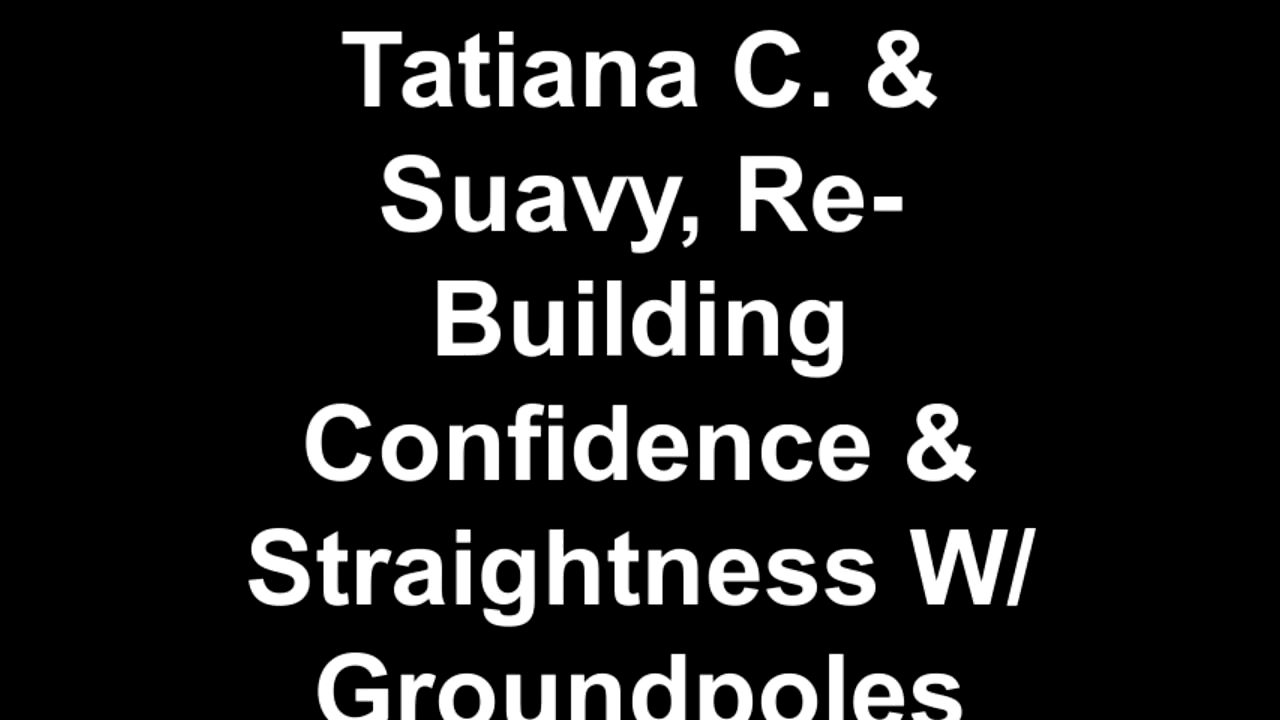 Tatiana C. &
Suavy, Re-
Building
Confidence &
Straightness W/
Groundpoles